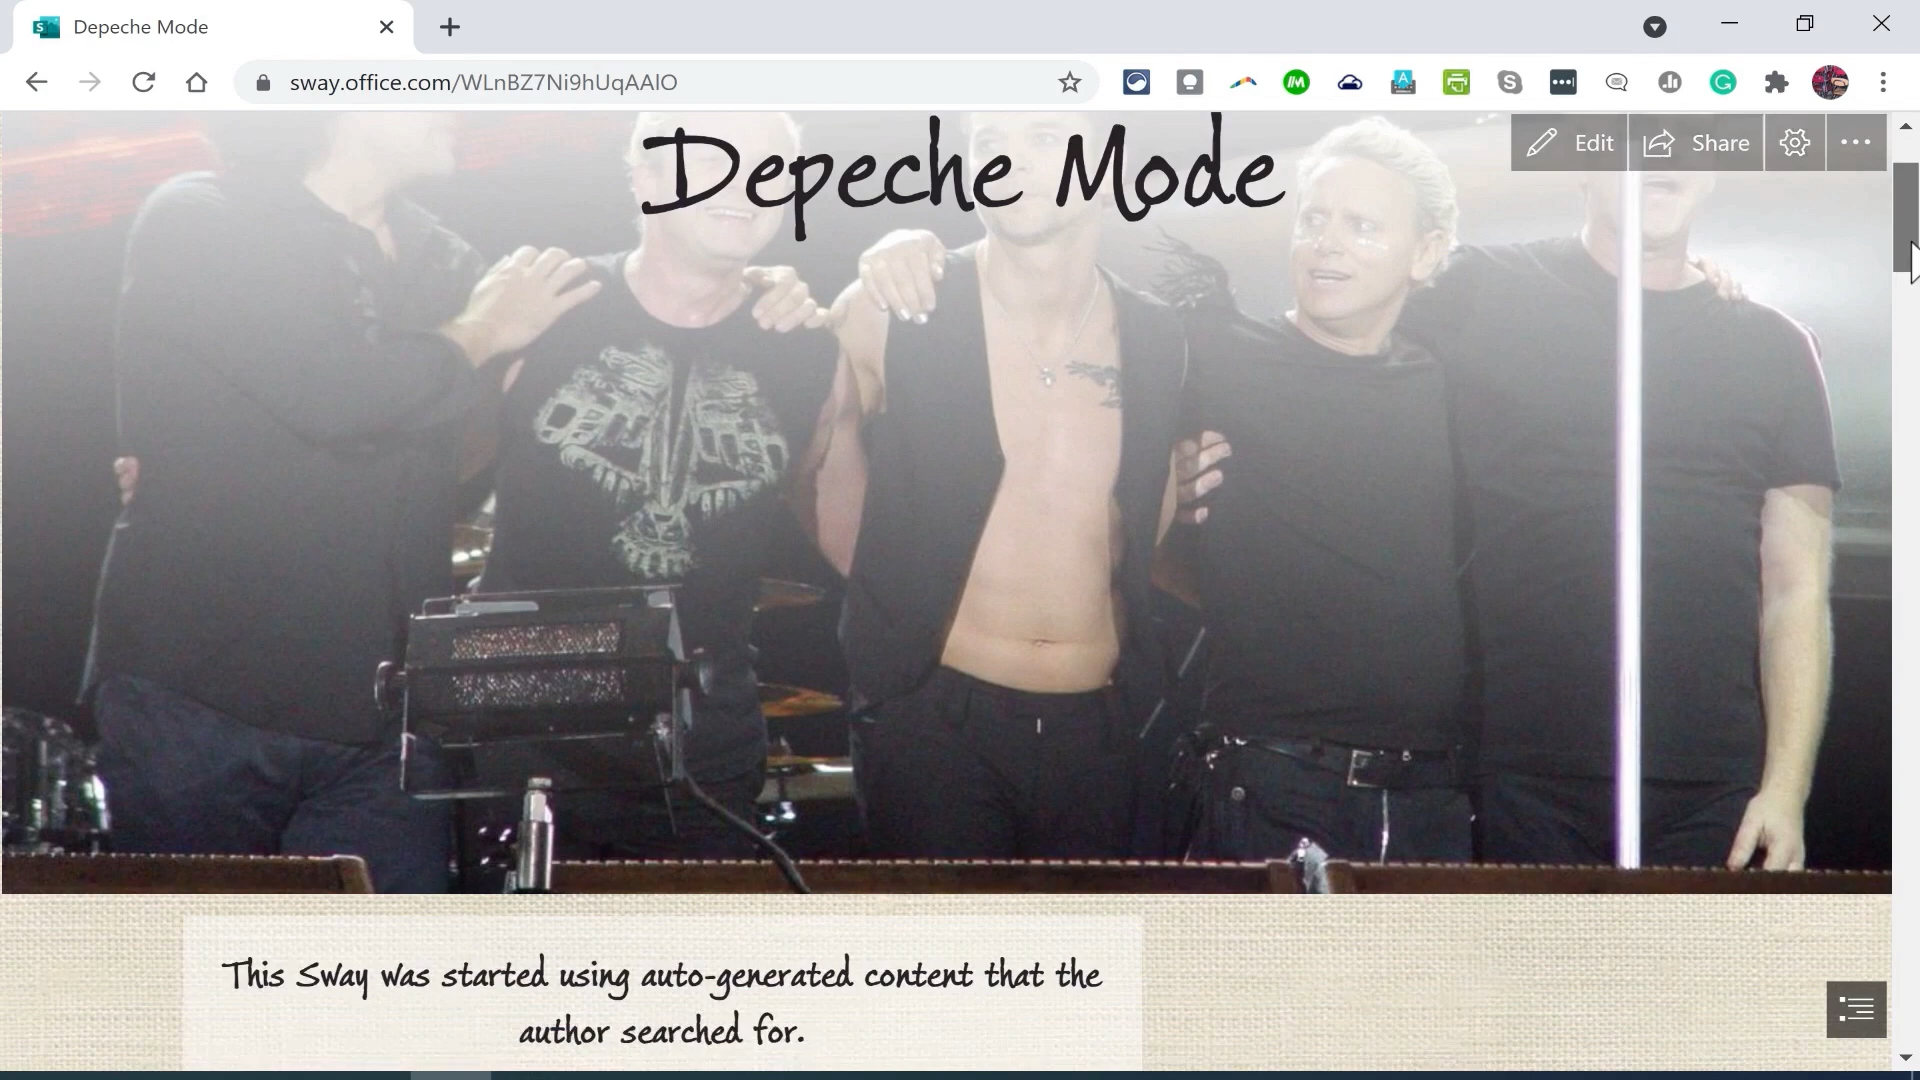 Depeche Mode
sway.office.com/WLnBZ7Ni9hUqAAlO
Depeche Mode
Edit
Share
This Sway was started using auto-generated content that the
author searched for.